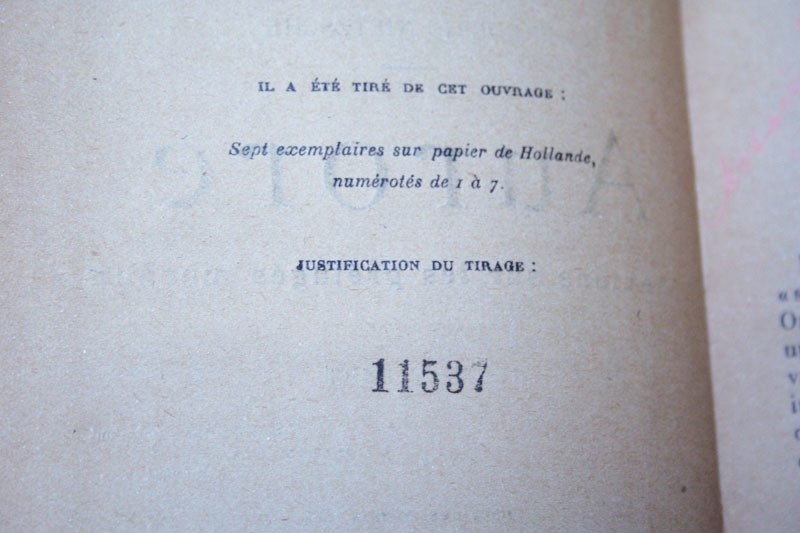 IL A ÉTÉ TIRÉ DE CET OUVRAGE :
Sept exemplaires sur papier de Hollande,
numérotés de 1 à 7.
JUSTIFICATION DU TIRAGE :
11537